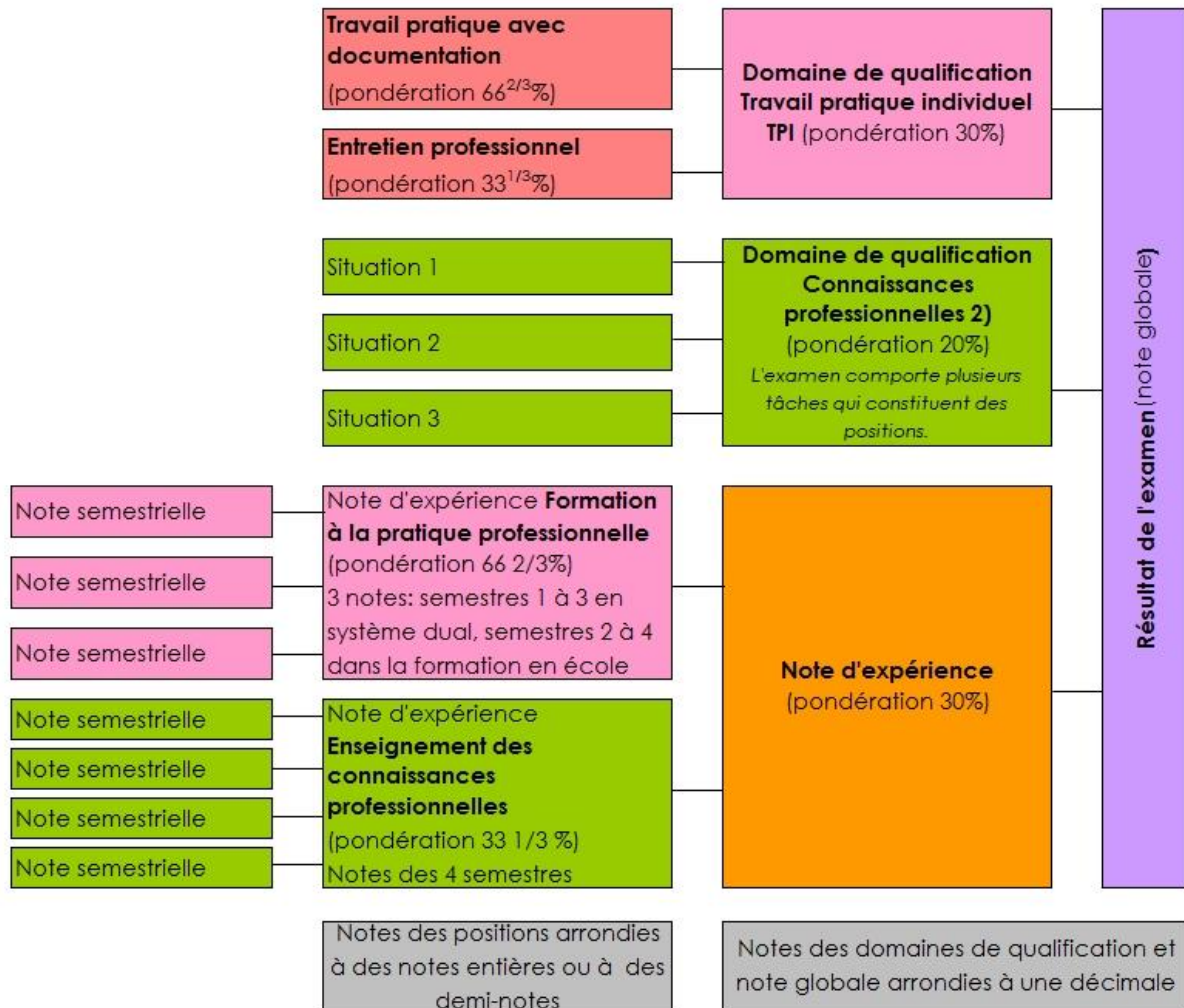 Travail pratique avec
documentation
(pondération 66²/³%)
Entretien professionnel
(pondération 33¹/³%)
Domaine de qualification
Travail pratique individuel
TPI (pondération 30%)
Situation 1
Situation 2
Situation 3
Domaine de qualification
Connaissances
professionnelles 2)
(pondération 20%)
L'examen comporte plusieurs
tâches qui constituent des
positions.
Note semestrielle
Note semestrielle
Note semestrielle
Note d'expérience Formation
à la pratique professionnelle
(pondération 66 2/3%)
3 notes: semestres 1 à 3 en
système dual, semestres 2 à 4
dans la formation en école
Note semestrielle
Note semestrielle
Note semestrielle
Note semestrielle
Note d'expérience
Enseignement des
connaissances
professionnelles
(pondération 33 1/3 %)
Notes des 4 semestres
Note d'expérience
(pondération 30%)
Résultat de l'examen (note globale)
Notes des positions arrondies
à des notes entières ou à des
demi-notes
Notes des domaines de qualification et
note globale arrondies à une décimale